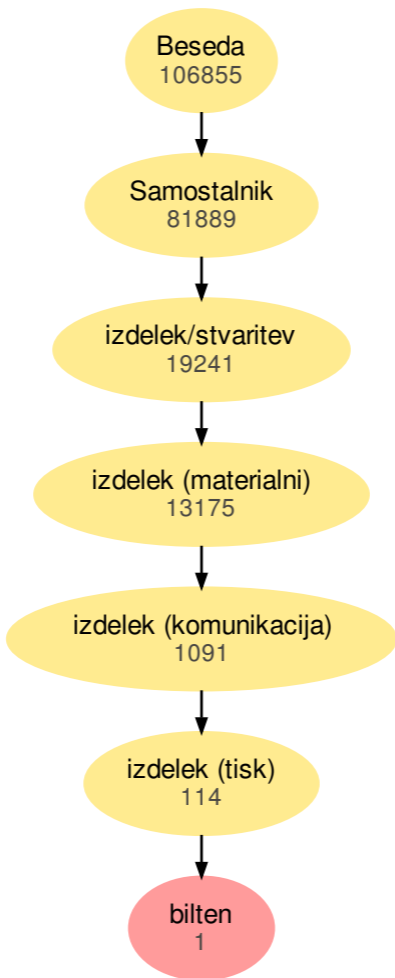 Beseda
106855
Samostalnik
81889
izdelek/stvaritev
19241
izdelek (materialni)
13175
izdelek (komunikacija)
1091
izdelek (tisk)
114
bilten
1